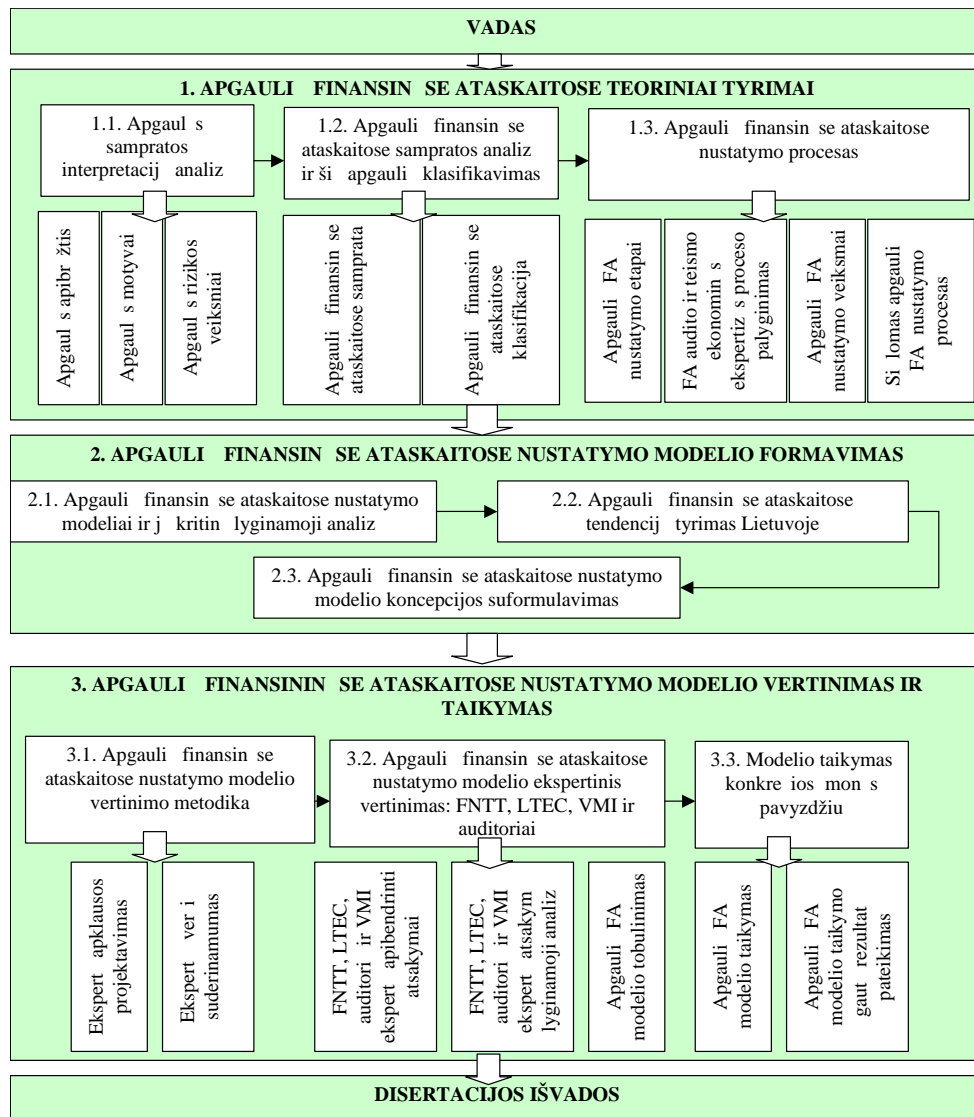 VADAS
1. APGAULI FINANSIN SE ATASKAITOSE TEORINIAI TYRIMAI
1.1. Apgaul s
sampratos
interpretacij analiz
1.2. Apgauli finansin se
ataskaitose sampratos analiz
ir ši apgauli klasifikavimas
1.3. Apgauli finansin se ataskaitose
nustatymo procesas
Apgaul s apibr žtis
Apgaul s motyvai
Apgaul s rizikos
veiksniai
Apgauli finansin se
ataskaitose samprata
Apgauli finansin se
ataskaitose
klasifikacija
Apgauli FA
nustatymo etapai
FA audito ir teismo
ekonomin s
ekspertiz s proceso
palyginimas
Apgauli FA
nustatymo veiksmai
Si lomas apgauli
FA nustatymo
procesas
2. APGAULI FINANSIN SE ATASKAITOSE NUSTATYMO MODELIO FORMAVIMAS
2.1. Apgauli finansin se ataskaitose nustatymo
modeliai ir j kritin lyginamoji analiz
2.2. Apgauli finansin se ataskaitose
tendencij tyrimas Lietuvoje
2.3. Apgauli finansin se ataskaitose nustatymo
modelio koncepcijos suformulavimas
3. APGAULI FINANSININ SE ATASKAITOSE NUSTATYMO MODELIO VERTINIMAS IR
TAIKYMAS
3.1. Apgauli finansin se
ataskaitose nustatymo modelio
vertinimo metodika
3.2. Apgauli finansin se ataskaitose
nustatymo modelio ekspertinis
vertinimas: FNTT, LTEC, VMI ir
auditoriai
3.3. Modelio taikymas
konkre ios mon s
pavyzdžiu
Ekspert apklausos
projektavimas
Ekspert ver i
suderinamumas
FNTT, LTEC,
auditori ir VMI
ekspert apibendrinti
atsakymai
FNTT, LTEC,
auditori ir VMI
ekspert atsakym
lyginamoji analiz
Apgauli FA
modelio tobulinimas
Apgauli FA
modelio taikymas
Apgauli FA
modelio taikymo
gaut rezultat
pateikimas
DISERTACIJOS IŠVADOS